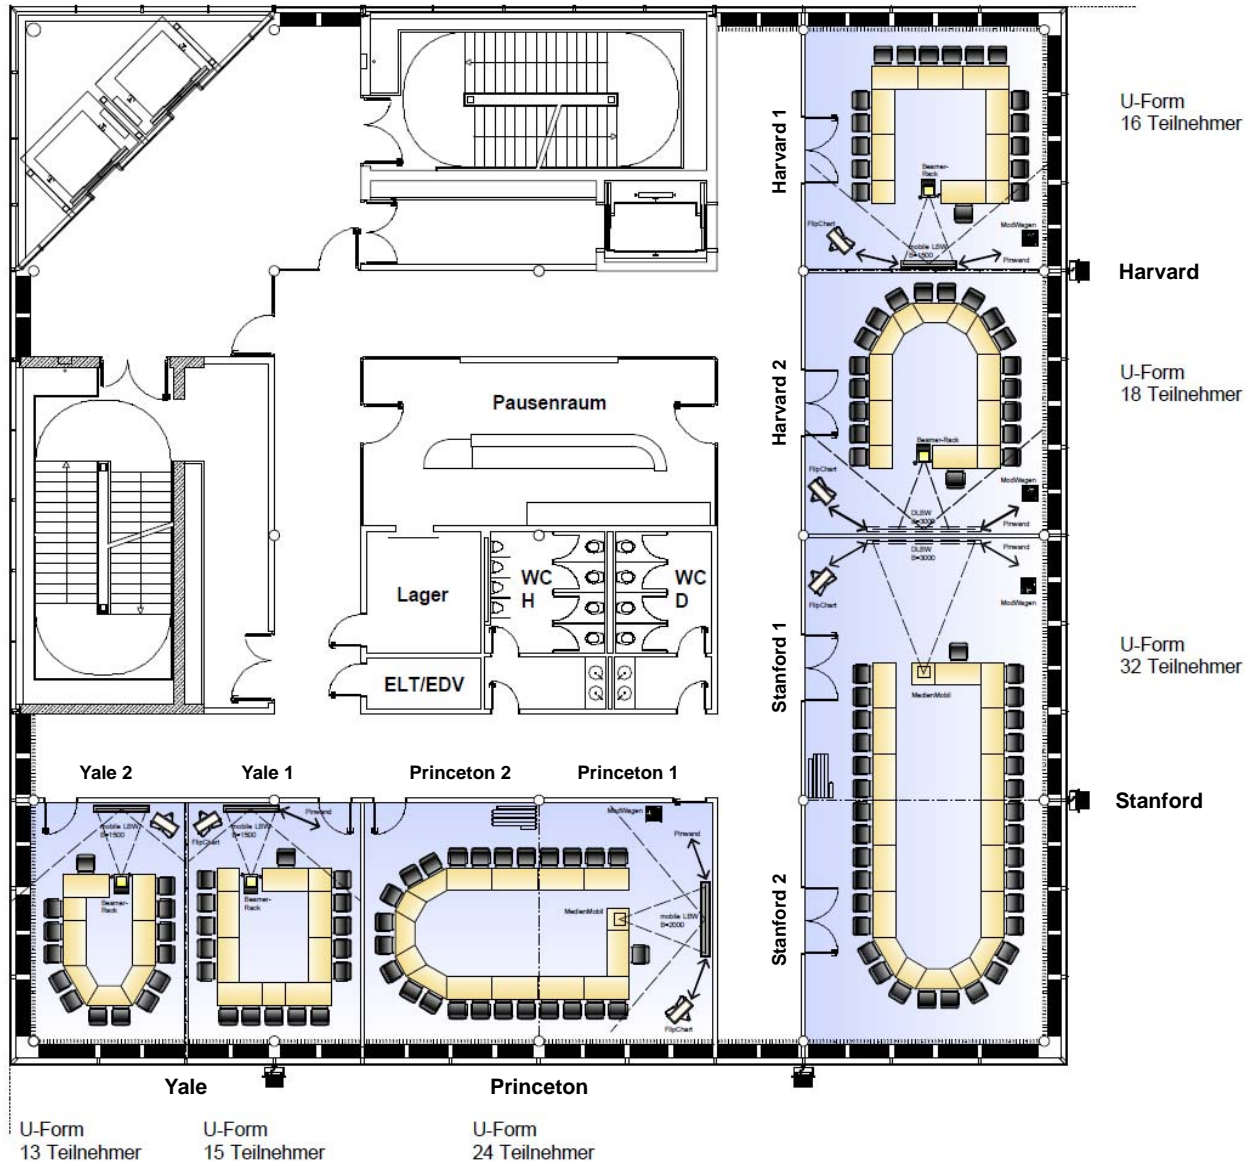 U-Form
16 Teilnehmer
Harvard 1
Beamer-
Rack
FlipChart
mobile LBW
B=1500
ModWagen
Pinwand
Harvard
U-Form
18 Teilnehmer
Harvard 2
Pausenraum
Beamer-Rack
FlipChart
ModWagen
DLBW
B=3000
Pinwand
DLBW
B=3000
Pinwand
FlipChart
ModWagen
Lager
WC
H
WC
D
U-Form
32 Teilnehmer
Stanford 1
ELT/EDV
MedienMobil
Yale 2
Yale 1
Princeton 2
Princeton 1
Stanford
mobile LBW
B=1500
Beamer-
Rack
FlipChart
mobile LBW
B=1500
Pinwand
Beamer-
Rack
ModWagen
Pinwand
MedienMobil
mobile LBW
B=2000
FlipChart
Stanford 2
Yale
Princeton
U-Form
13 Teilnehmer
U-Form
15 Teilnehmer
U-Form
24 Teilnehmer